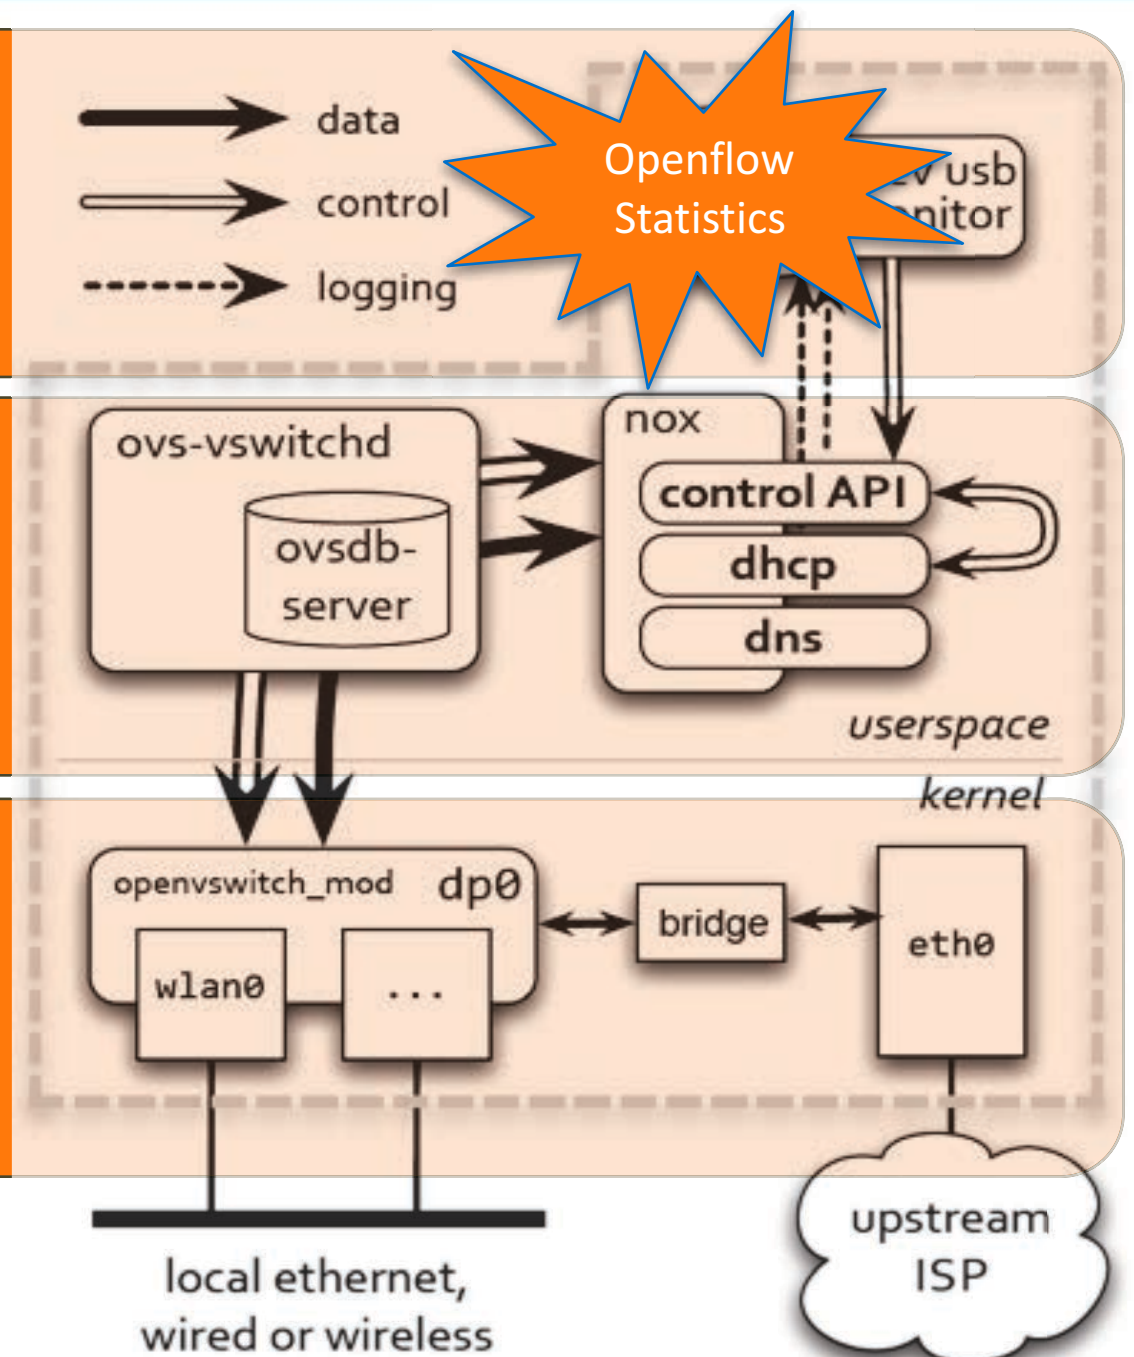 data
control
logging
Openflow
Statistics
usb
nox
ovs-vswitchd
ovsdb-
server
control API
dhcp
dns
userspace
kernel
openvswitch_mod
dp0
wlan0
...
bridge
eth0
upstream
ISP
local ethernet,
wired or wireless